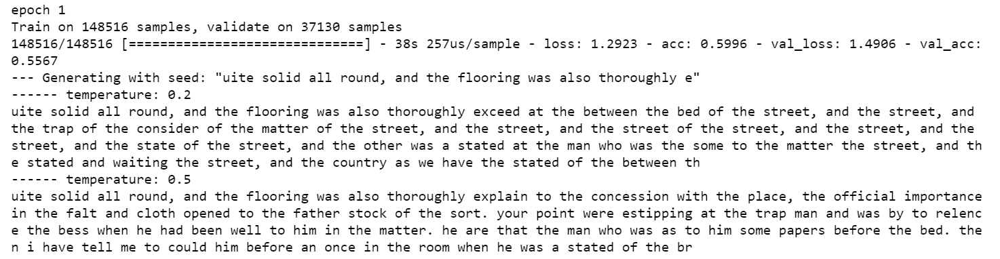 epoch 1
Train on 148516 samples, validate on 37130 samples
148516/148516 [==============================] - 38s 257us/sample - loss: 1.2923 - acc: 0.5996 - val_loss: 1.4906 - val_acc:
0.5567
--- Generating with seed: "uite solid all round, and the flooring was also thoroughly e"
------ temperature: 0.2
uite solid all round, and the flooring was also thoroughly exceed at the between the bed of the street, and the street, and
the trap of the consider of the matter of the street, and the street, and the street of the street, and the street, and the
street, and the state of the street, and the other was a stated at the man who was the some to the matter the street, and th
e stated and waiting the street, and the country as we have the stated of the between th
------ temperature: 0.5
uite solid all round, and the flooring was also thoroughly explain to the concession with the place, the official importance
in the falt and cloth opened to the father stock of the sort. your point were estipping at the trap man and was by to relenc
e the bess when he had been well to him in the matter. he are that the man who was as to him some papers before the bed. the
n i have tell me to could him before an once in the room when he was a stated of the br